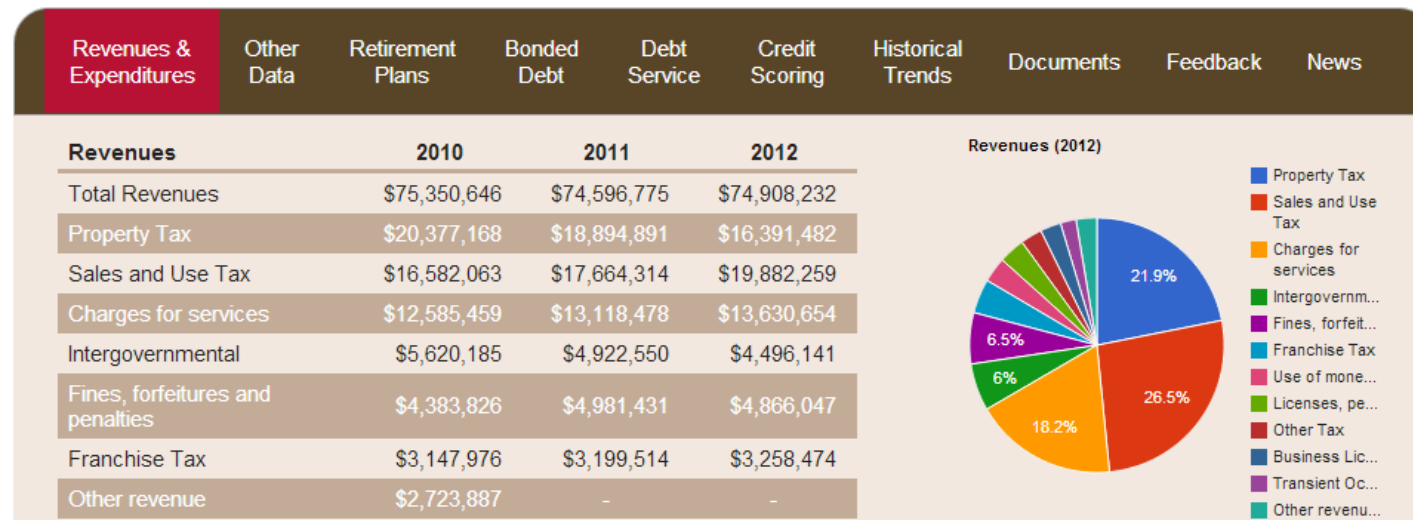 Revenues & Expenditures
Other Data
Retirement Plans
Bonded Debt
Debt Service
Credit Scoring
Historical Trends
Documents
Feedback
News
Revenues 2010 2011 2012
Total Revenues $75,350,646 $74,596,775 $74,908,232
Property Tax $20,377,168 $18,894,891 $16,391,482
Sales and Use Tax $16,582,063 $17,664,314 $19,882,259
Charges for services $12,585,459 $13,118,478 $13,630,654
Intergovernmental $5,620,185 $4,922,550 $4,496,141
Fines, forfeitures and
penalties $4,383,826 $4,981,431 $4,866,047
Franchise Tax $3,147,976 $3,199,514 $3,258,474
Other revenue $2,723,887 - -
Revenues (2012)
21.9%
26.5%
18.2%
6%
6.5%
Property Tax
Sales and Use
Tax
Charges for
services
Intergovernm...
Fines, forfeit...
Franchise Tax
Use of mone...
Licenses, pe...
Other Tax
Business Lic...
Transient Oc...
Other revenu...